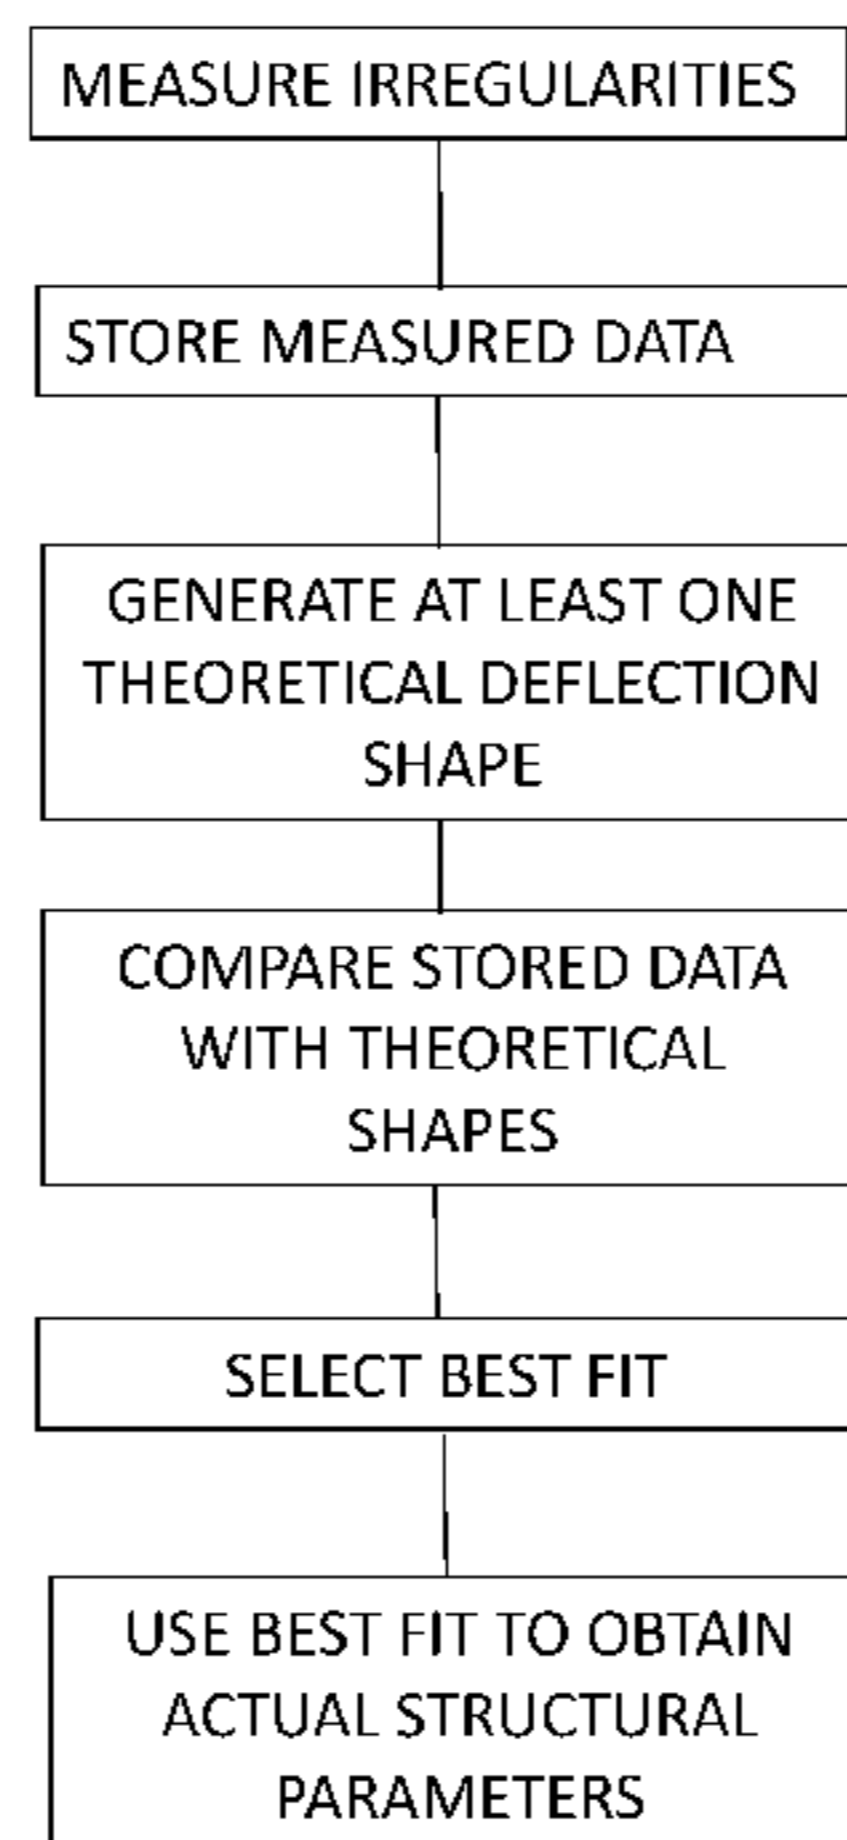 MEASURE IRREGULARITIES
STORE MEASURED DATA
GENERATE AT LEAST ONE
THEORETICAL DEFLECTION
SHAPE
COMPARE STORED DATA
WITH THEORETICAL
SHAPES
SELECT BEST FIT
USE BEST FIT TO OBTAIN
ACTUAL STRUCTURAL
PARAMETERS